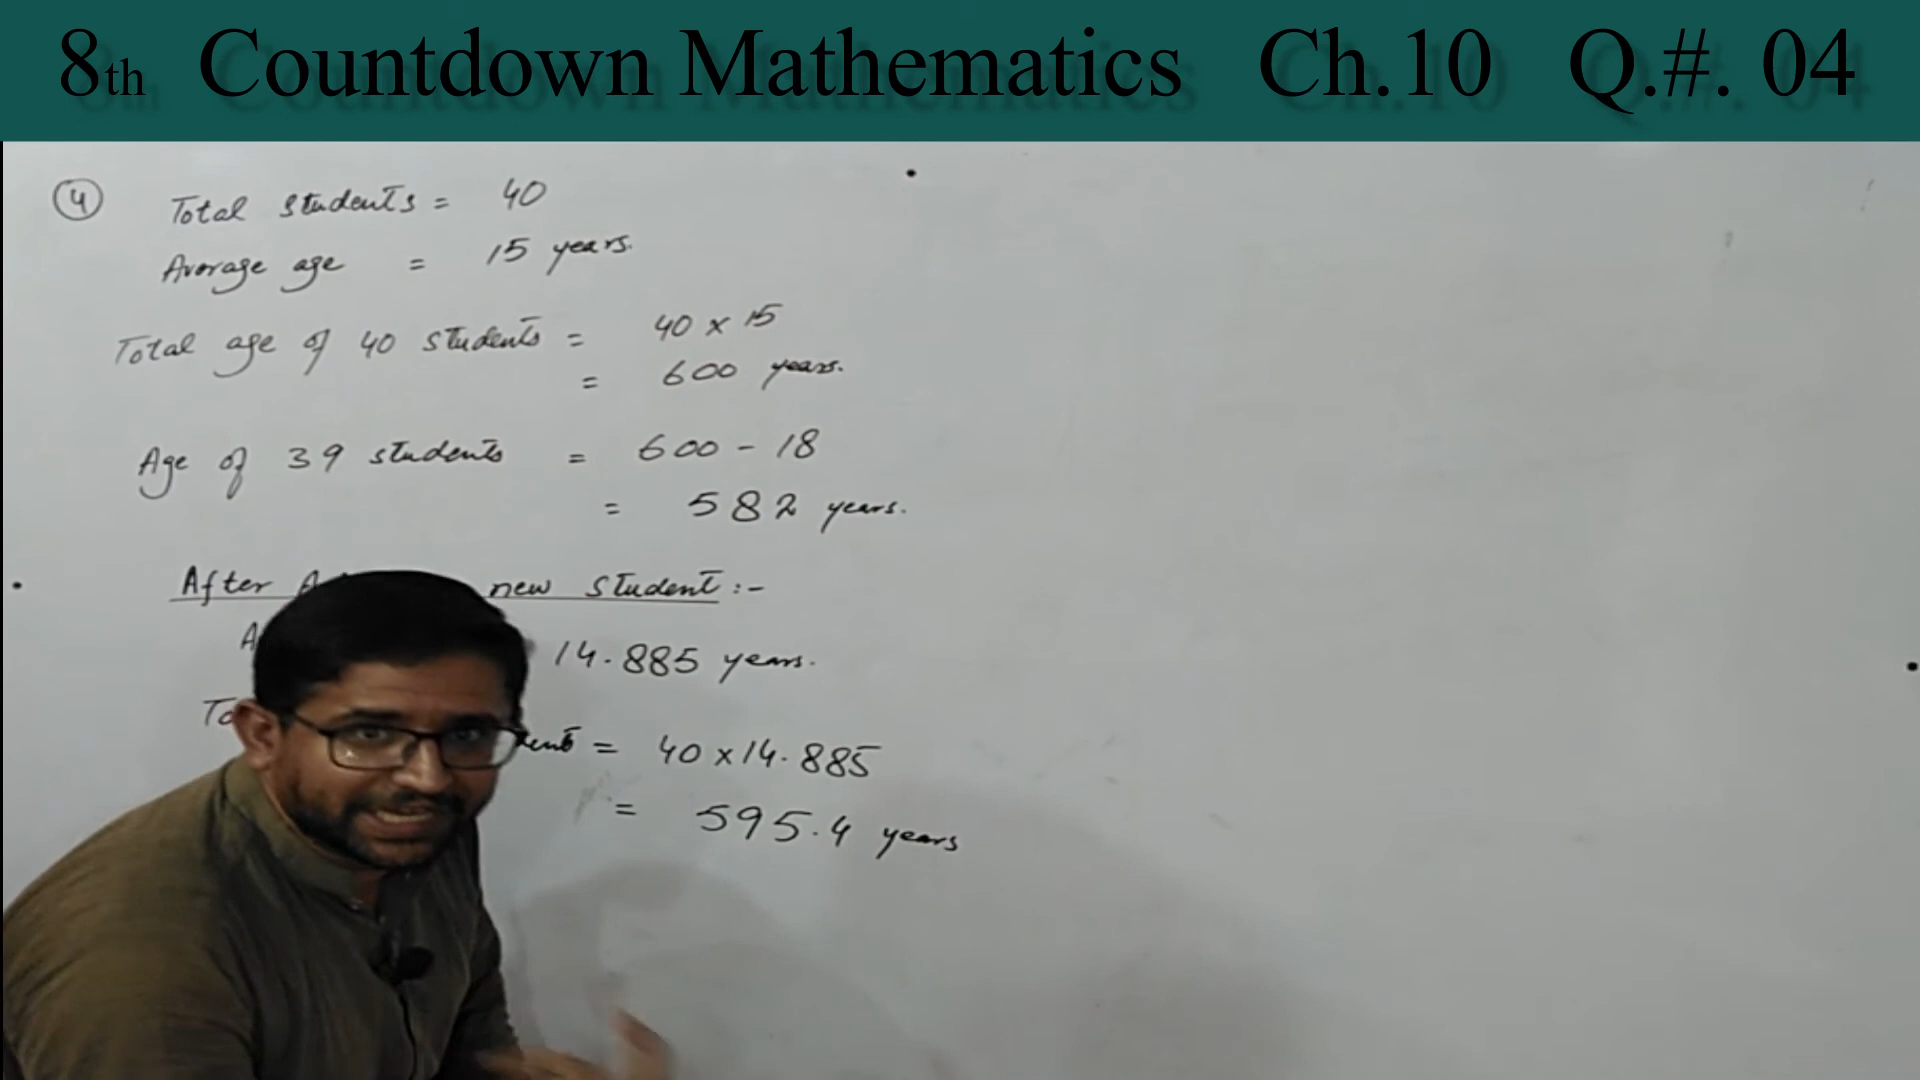 8th Countdown Mathematics Ch.10 Q.#. 04
4 Total students = 40
Average age = 15 years.
Total age of 40 students = 40 x 15
= 600 years.
Age of 39 students = 600 - 18
= 582 years.
After new student :-
14.885 years.
= 40 x 14.885
= 595.4 years